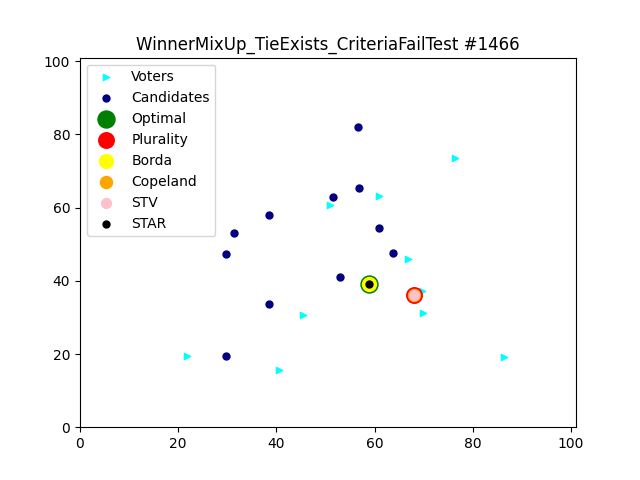 WinnerMixUp_TieExists_CriteriaFailTest #1466
100
80
60
40
20
0
0
20
40
60
80
100
Voters
Candidates
Optimal
Plurality
Borda
Copeland
STV
STAR